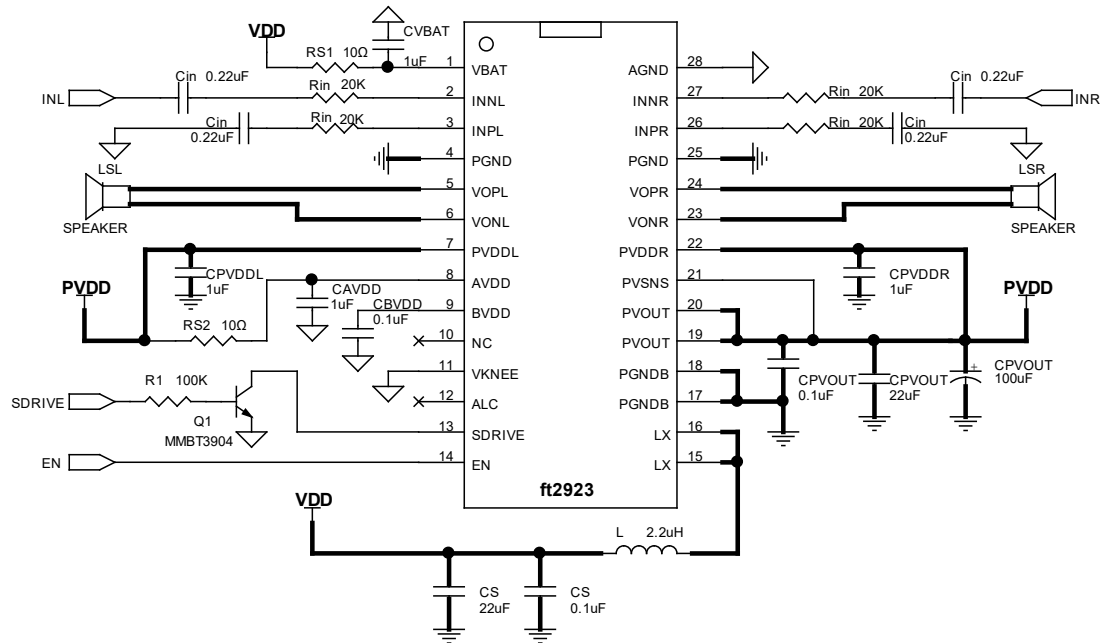 VDD
CVBAT
RS1 10Ω
1uF
1
VBAT
AGND
28
Cin 0.22uF
Rin 20K
INL
2
INNL
INNR
27
Rin 20K
Cin 0.22uF
INR
Cin
0.22uF
Rin 20K
3
INPL
INPR
26
Rin 20K
Cin
0.22uF
4
PGND
PGND
25
LSL
SPEAKER
5
VOPL
VOPR
24
LSR
SPEAKER
6
VONL
VONR
23
7
PVDDL
PVDDR
22
CPVDDL
1uF
CPVDDR
1uF
8
AVDD
PVSNS
21
PVDD
CAVDD
1uF
CBVDD
0.1uF
9
BVDD
PVOUT
20
PVDD
RS2 10Ω
10
NC
PVOUT
19
11
VKNEE
PGNDB
18
CPVOUT
0.1uF
CPVOUT
22uF
CPVOUT
100uF
+
R1 100K
SDRIVE
12
ALC
PGNDB
17
Q1
MMBT3904
13
SDRIVE
LX
16
EN
14
EN
LX
15
ft2923
VDD
L 2.2uH
CS
22uF
CS
0.1uF